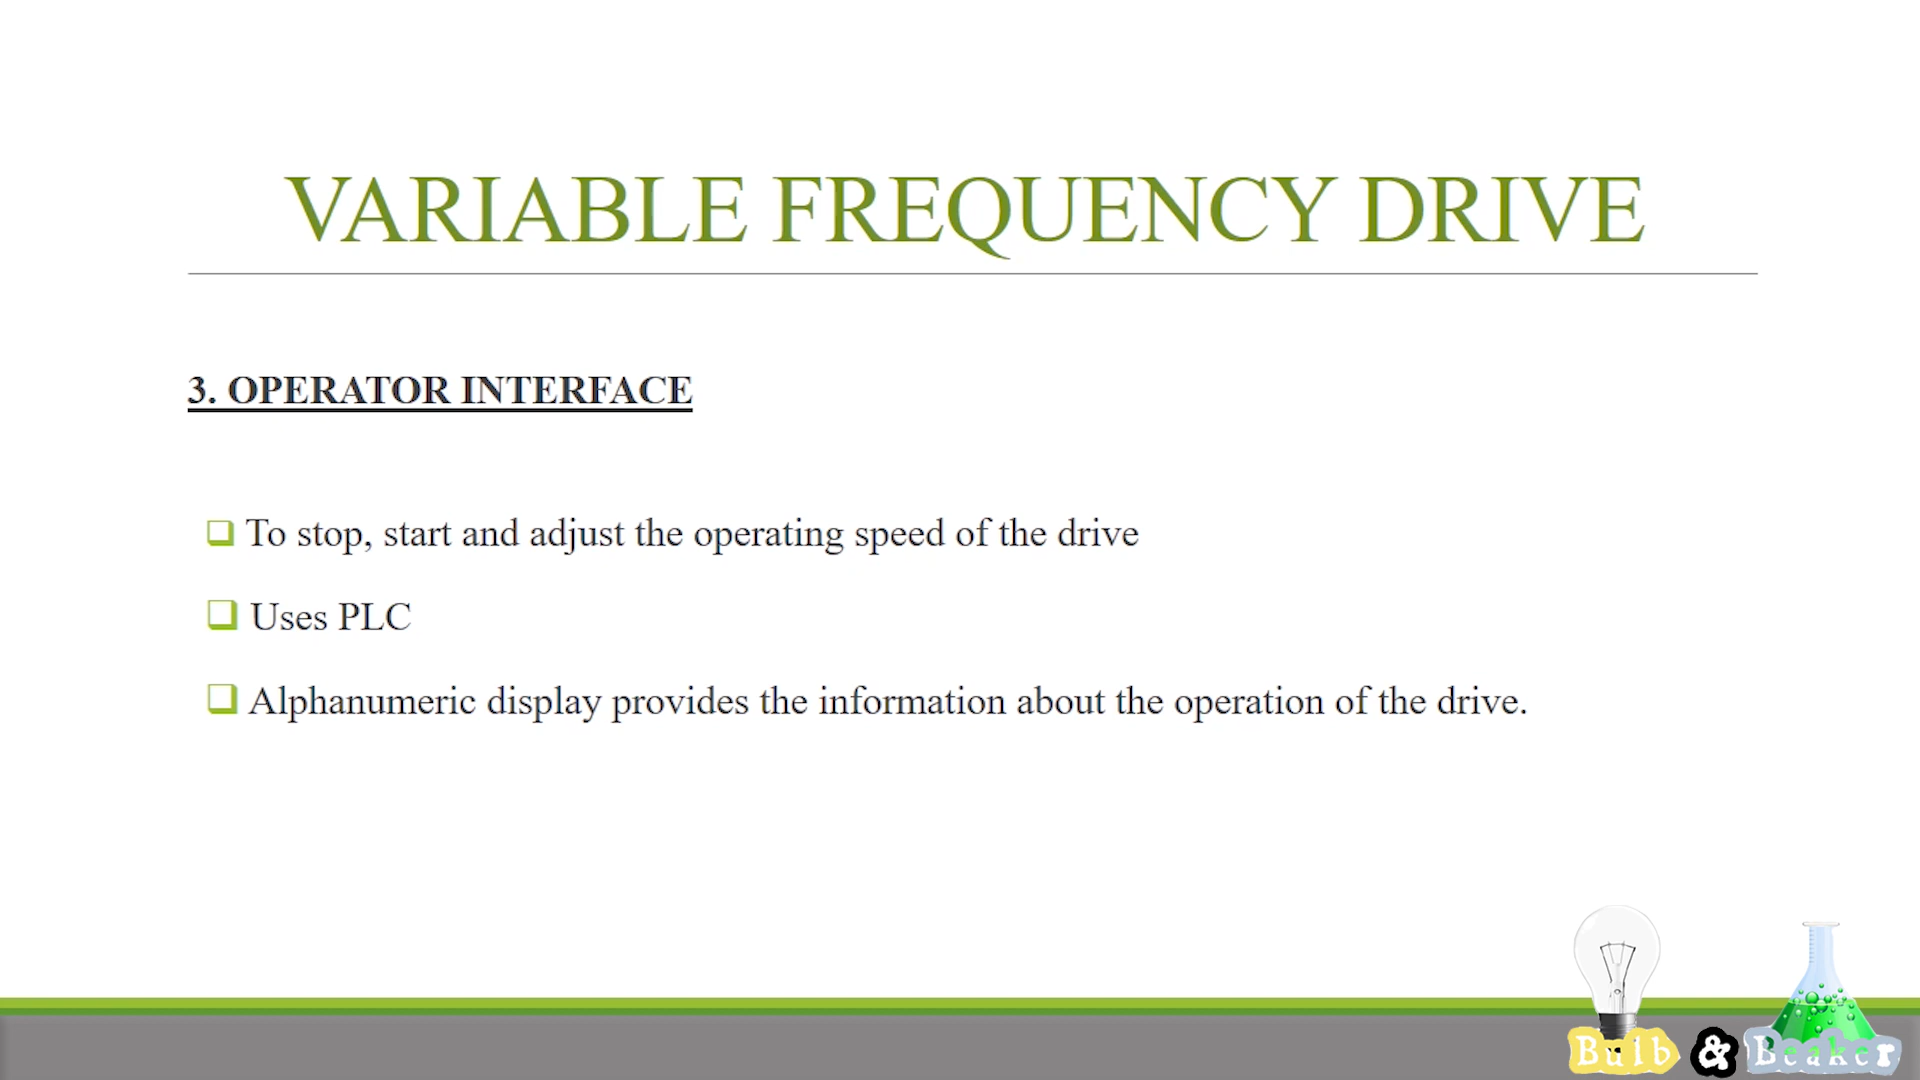 VARIABLE FREQUENCY DRIVE
3. OPERATOR INTERFACE
To stop, start and adjust the operating speed of the drive
Uses PLC
Alphanumeric display provides the information about the operation of the drive.
Bulb & Beaker